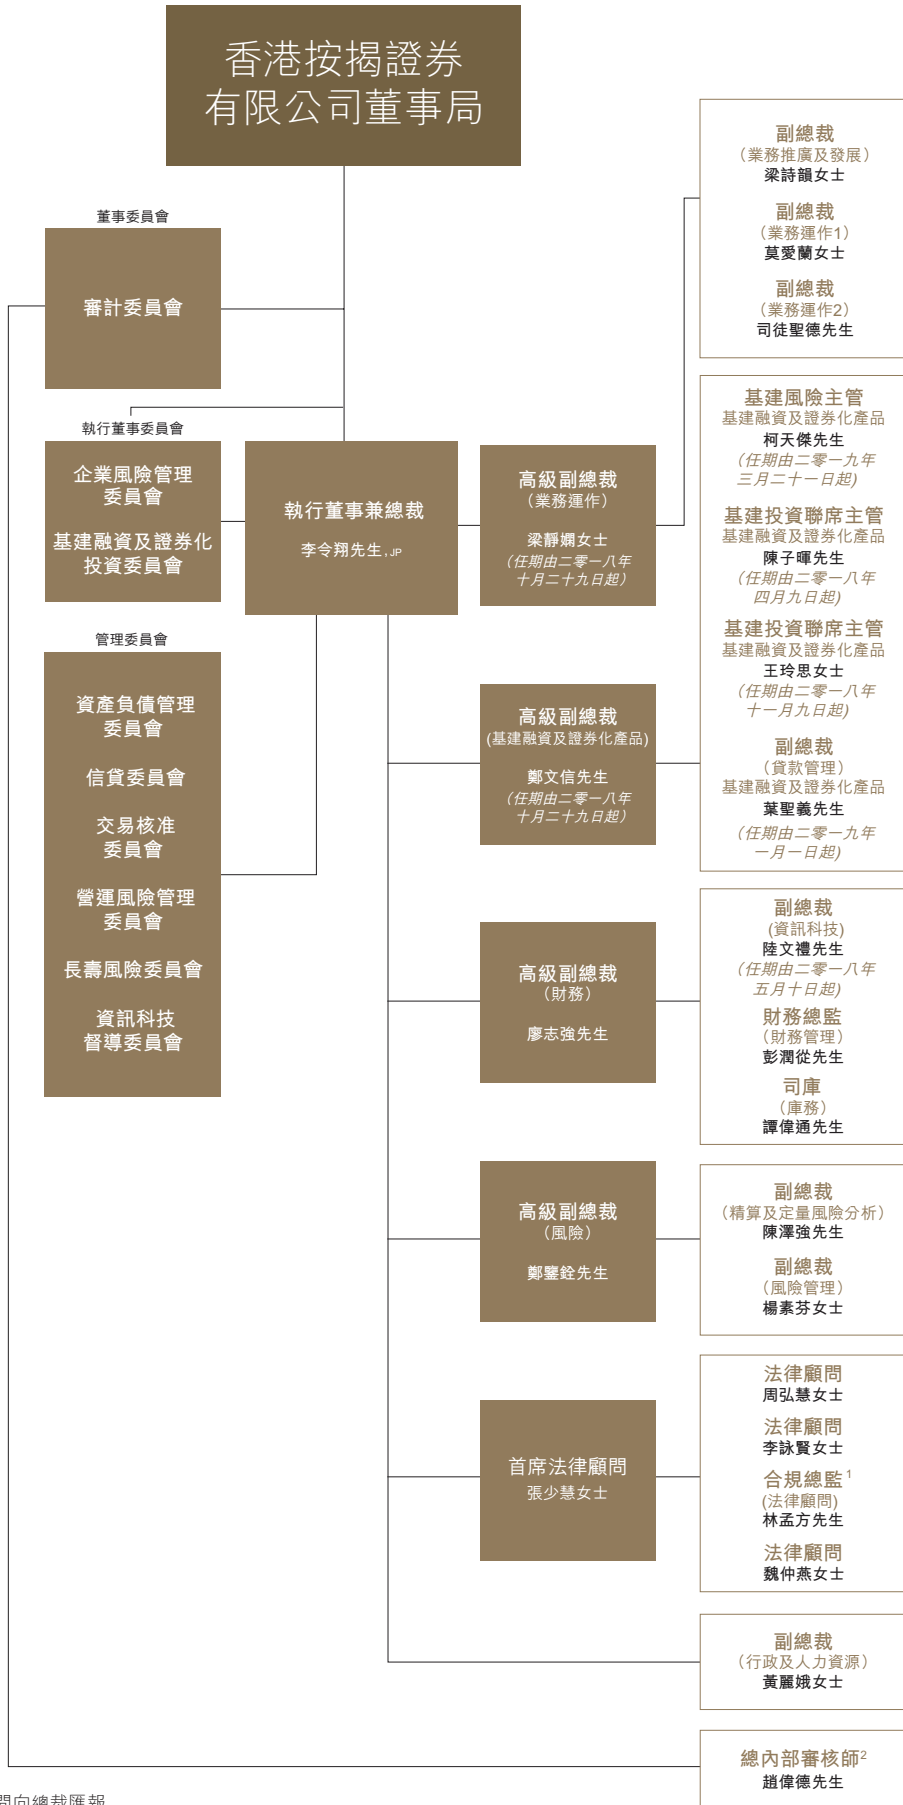 香港按揭證券
有限公司董事局
董事委員會
審計委員會
執行董事委員會
企業風險管理
委員會
基建融資及證券化
投資委員會
執行董事兼總裁
李令翔先生, JP
管理委員會
資產負債管理
委員會
信貸委員會
交易核准
委員會
營運風險管理
委員會
長壽風險委員會
資訊科技
督導委員會
高級副總裁
（業務運作）
梁靜嫻女士
（任期由二零一八年
十月二十九日起）
副總裁
（業務推廣及發展）
梁詩韻女士
副總裁
（業務運作1）
莫愛蘭女士
副總裁
（業務運作2）
司徒聖德先生
高級副總裁
(基建融資及證券化產品)
鄭文信先生
（任期由二零一八年
十月二十九日起）
基建風險主管
基建融資及證券化產品
柯天傑先生
(任期由二零一九年
三月二十一日起)
基建投資聯席主管
基建融資及證券化產品
陳子暉先生
(任期由二零一八年
四月九日起)
基建投資聯席主管
基建融資及證券化產品
王玲思女士
(任期由二零一八年
十一月九日起)
副總裁
（貸款管理）
基建融資及證券化產品
葉聖義先生
(任期由二零一九年
一月一日起)
高級副總裁
（財務）
廖志強先生
副總裁
(資訊科技)
陸文禮先生
(任期由二零一八年
五月十日起)
財務總監
（財務管理）
彭潤從先生
司庫
（庫務）
譚偉通先生
高級副總裁
（風險）
鄭鑒銓先生
副總裁
（精算及定量風險分析）
陳澤強先生
副總裁
（風險管理）
楊素芬女士
首席法律顧問
張少慧女士
法律顧問
周弘慧女士
法律顧問
李詠賢女士
合規總監1
(法律顧問)
林孟方先生
法律顧問
魏仲燕女士
副總裁
（行政及人力資源）
黃麗娥女士
總內部審核師2
趙偉德先生
問向總裁匯報